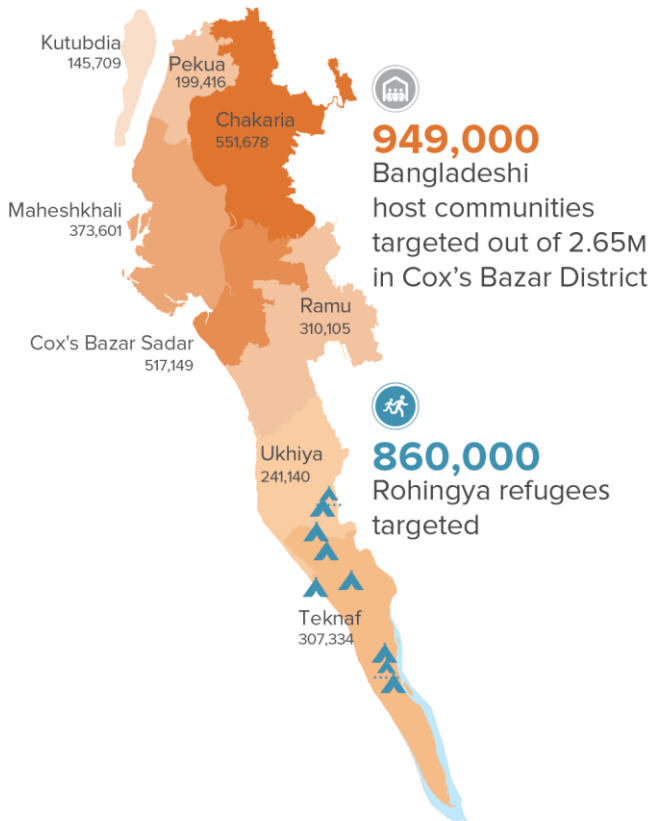 Kutubdia
145,709
Pekua
199,416
Chakaria
551,678
949,000
Bangladeshi
host communities
targeted out of 2.65M
in Cox's Bazar District
Maheshkhali
373,601
Ramu
310,105
Cox's Bazar Sadar
517,149
860,000
Rohingya refugees
targeted
Ukhiya
241,140
Teknaf
307,334